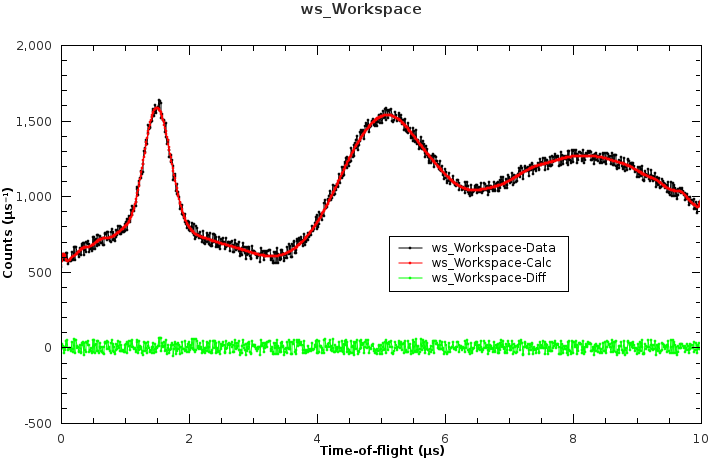 ws_Workspace
2,000
1,500
1,000
500
0
-500
Counts (μs⁻¹)
ws_Workspace-Data
ws_Workspace-Calc
ws_Workspace-Diff
0 2 4 6 8 10
Time-of-flight (μs)